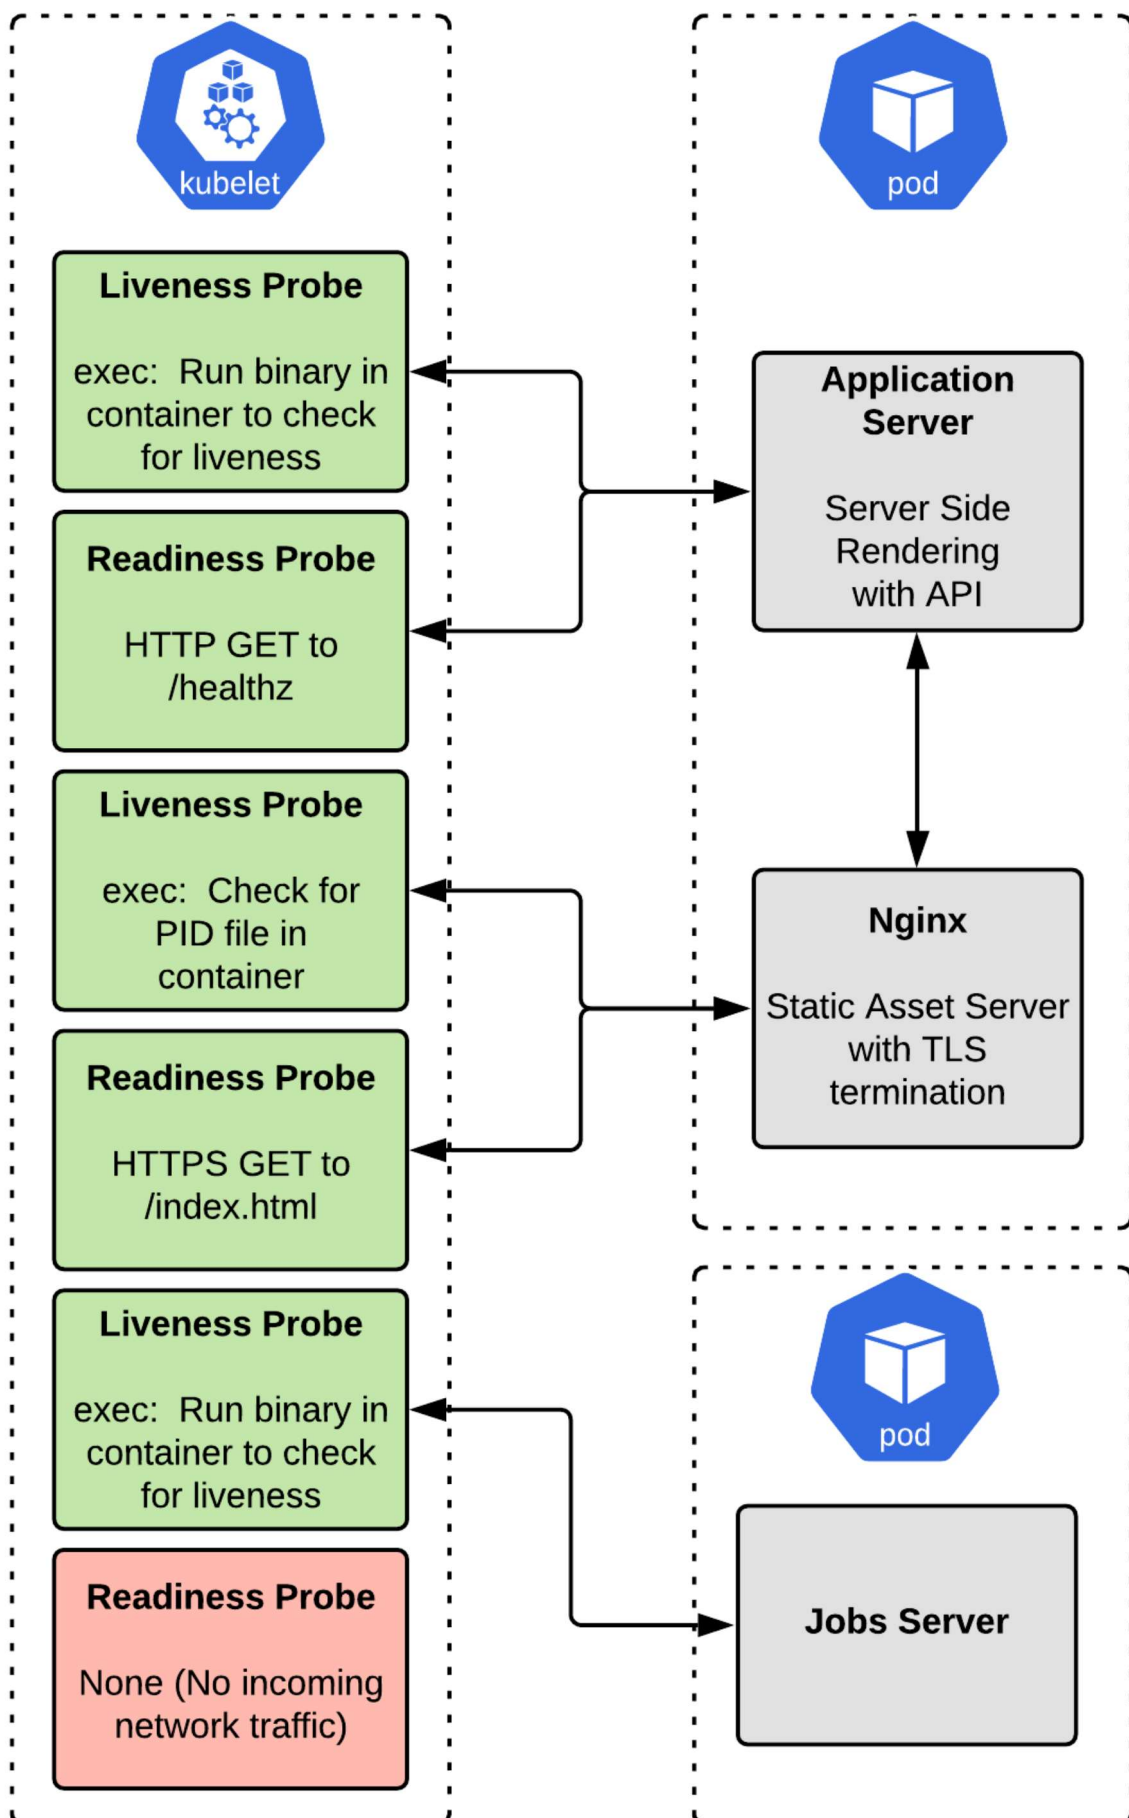 kubelet
Liveness Probe
exec:  Run binary in
container to check
for liveness
Readiness Probe
HTTP GET to
/healthz
Liveness Probe
exec:  Check for
PID file in
container
Readiness Probe
HTTPS GET to
/index.html
Liveness Probe
exec:  Run binary in
container to check
for liveness
Readiness Probe
None (No incoming
network traffic)
pod
Application
Server
Server Side
Rendering
with API
Nginx
Static Asset Server
with TLS
termination
pod
Jobs Server